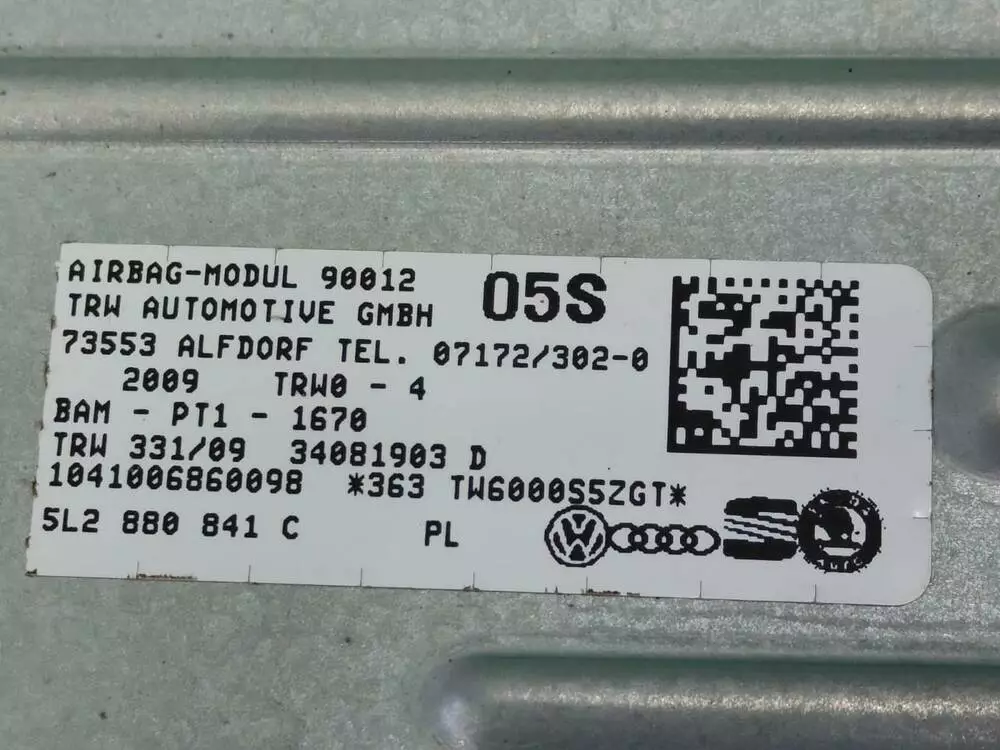 AIRBAG-MODUL 90012 05S
TRW AUTOMOTIVE GMBH
73553 ALFDORF TEL. 07172/302-0
2009 TRW0 - 4
BAM - PT1 - 1670
TRW 331/09 34081903 D
1041006860098 *363 TW6000S5ZGT*
5L2 880 841 C PL